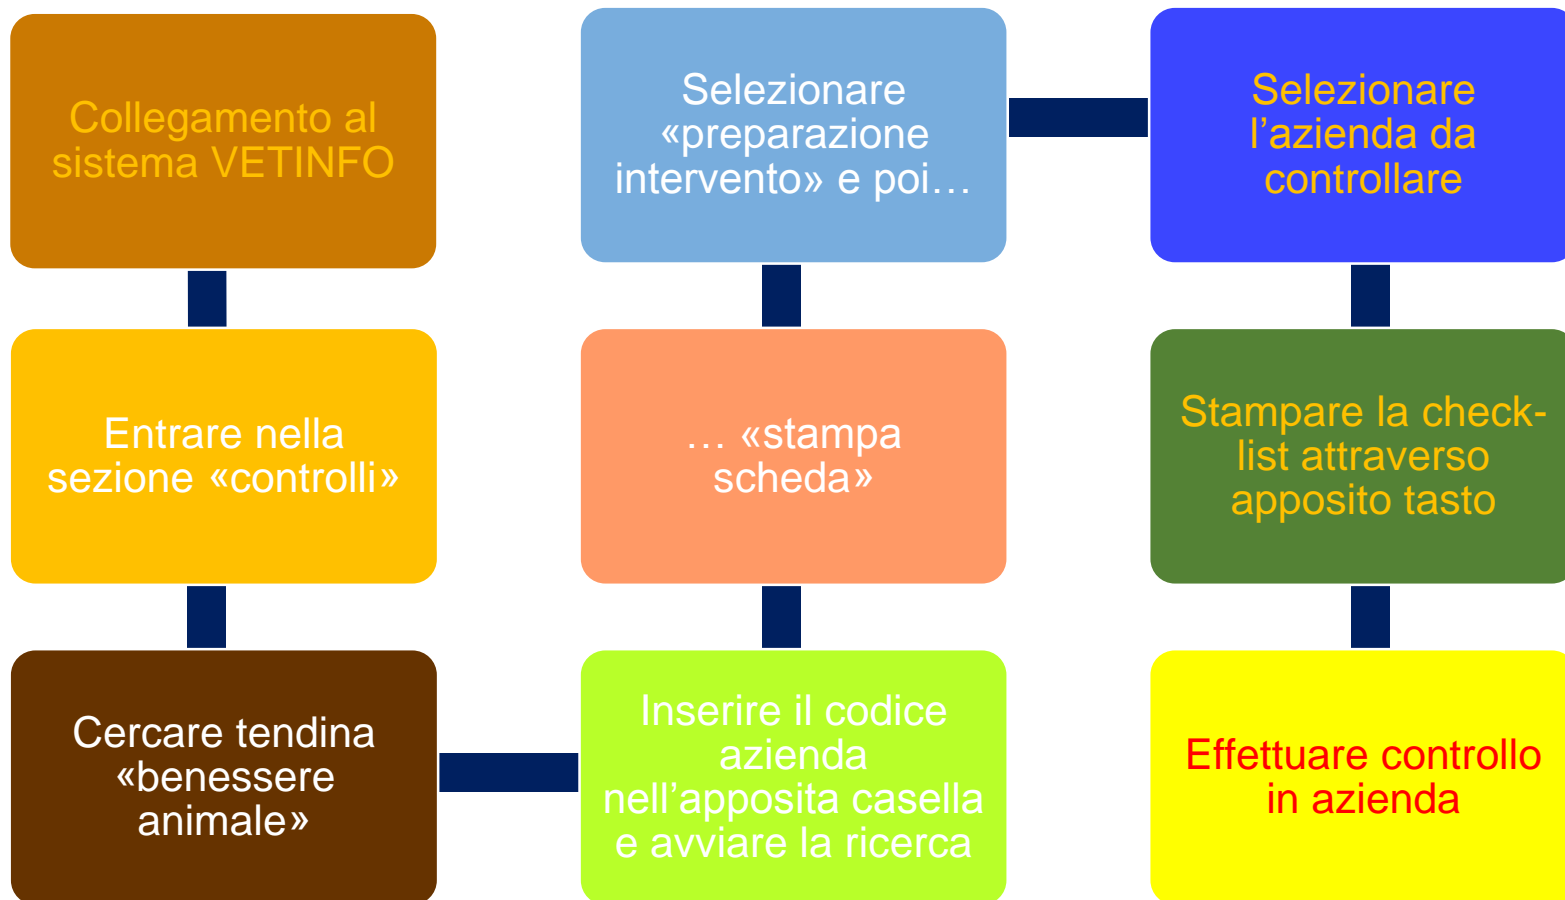 Collegamento al
sistema VETINFO
Entrare nella
sezione «controlli»
Cercare tendina
«benessere
animale»
Inserire il codice
azienda
nell’apposita casella
e avviare la ricerca
… «stampa
scheda»
Selezionare
«preparazione
intervento» e poi…
Selezionare
l’azienda da
controllare
Stampare la check-
list attraverso
apposito tasto
Effettuare controllo
in azienda